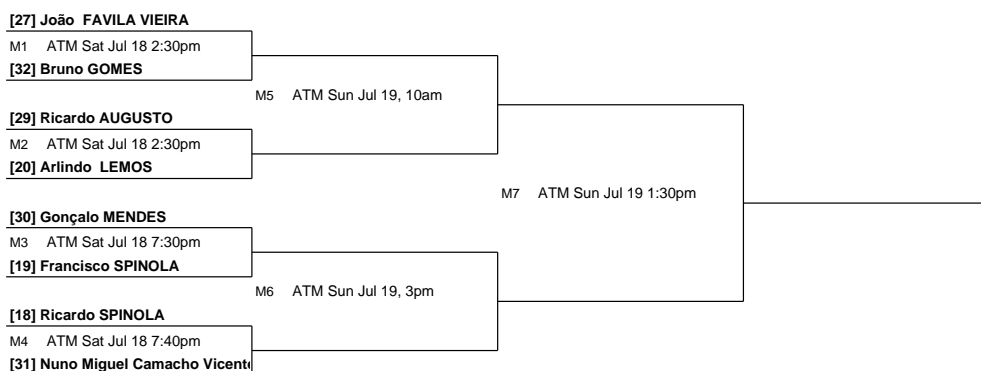 [27] João  FAVILA VIEIRA
M1 ATM Sat Jul 18 2:30pm
[32] Bruno GOMES
M5 ATM Sun Jul 19, 10am
[29] Ricardo AUGUSTO
M2 ATM Sat Jul 18 2:30pm
[20] Arlindo  LEMOS
M7 ATM Sun Jul 19 1:30pm
[30] Gonçalo MENDES
M3 ATM Sat Jul 18 7:30pm
[19] Francisco SPINOLA
M6 ATM Sun Jul 19, 3pm
[18] Ricardo SPINOLA
M4 ATM Sat Jul 18 7:40pm
[31] Nuno Miguel Camacho Vicente